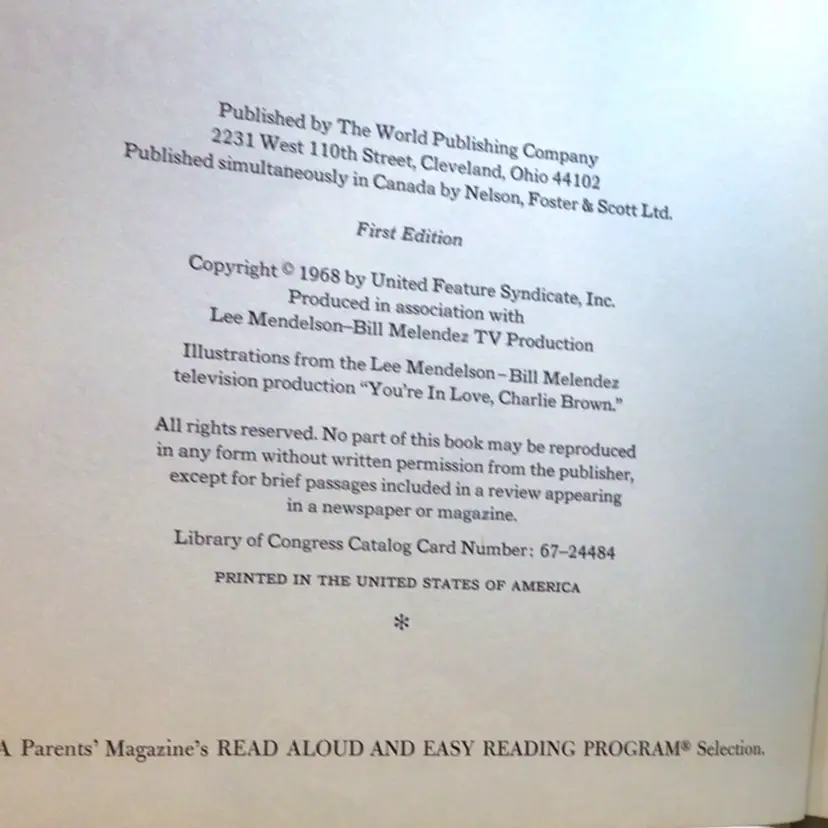 Published by The World Publishing Company
2231 West 110th Street, Cleveland, Ohio 44102
Published simultaneously in Canada by Nelson, Foster & Scott Ltd.
First Edition
Copyright © 1968 by United Feature Syndicate, Inc.
Produced in association with
Lee Mendelson–Bill Melendez TV Production
Illustrations from the Lee Mendelson–Bill Melendez
television production “You’re In Love, Charlie Brown.”
All rights reserved. No part of this book may be reproduced
in any form without written permission from the publisher,
except for brief passages included in a review appearing
in a newspaper or magazine.
Library of Congress Catalog Card Number: 67–24484
PRINTED IN THE UNITED STATES OF AMERICA
*
A Parents’ Magazine’s READ ALOUD AND EASY READING PROGRAM® Selection.